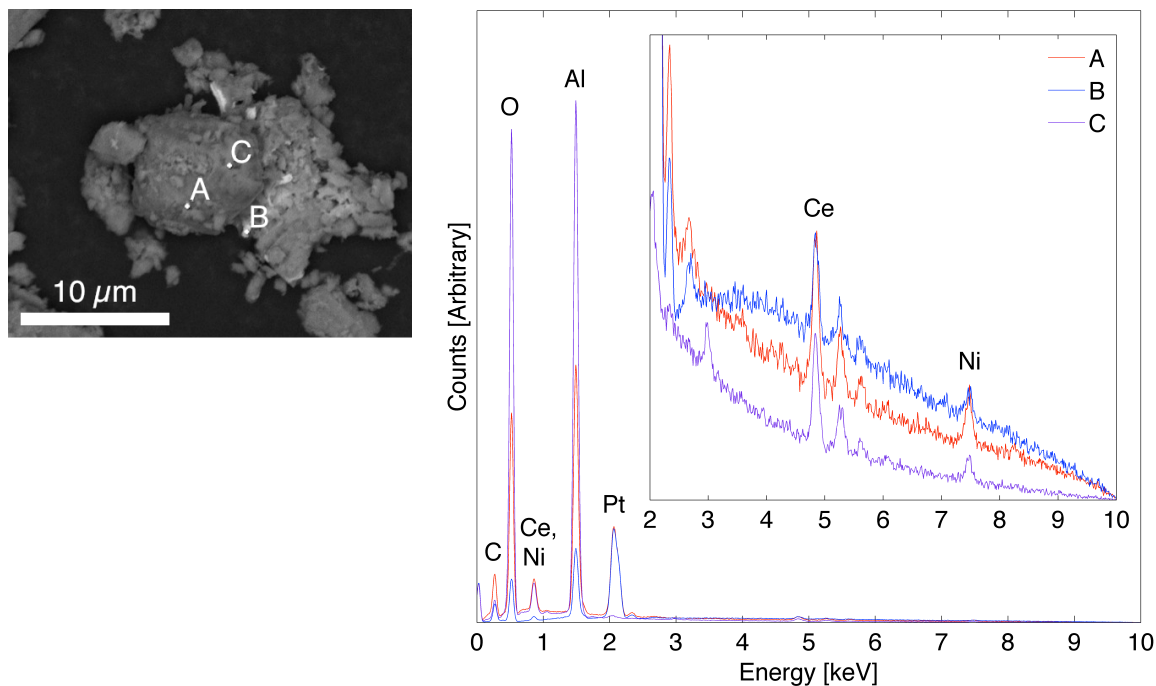 C
A
B
10 µm
Counts [Arbitrary]
O
Al
C
Ce,
Ni
Pt
0 1 2 3 4 5 6 7 8 9 10
Energy [keV]
A
B
C
Ce
Ni
2 3 4 5 6 7 8 9 10